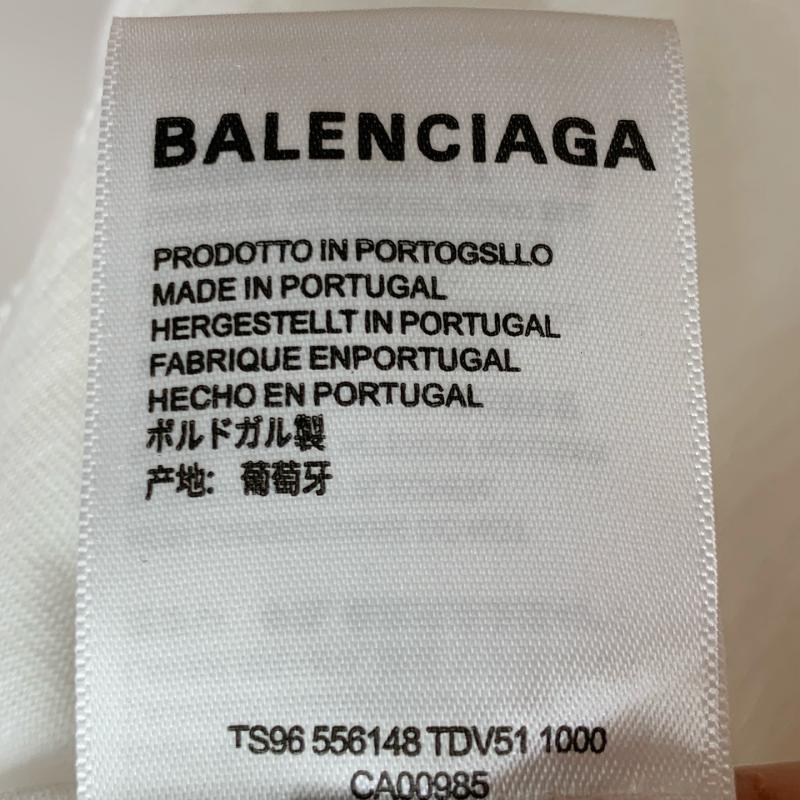 BALENCIAGA
PRODOTTO IN PORTOGSLLO
MADE IN PORTUGAL
HERGESTELLT IN PORTUGAL
FABRIQUE ENPORTUGAL
HECHO EN PORTUGAL
ポルドガル製
产地: 葡萄牙
TS96 556148 TDV51 1000
CA00985